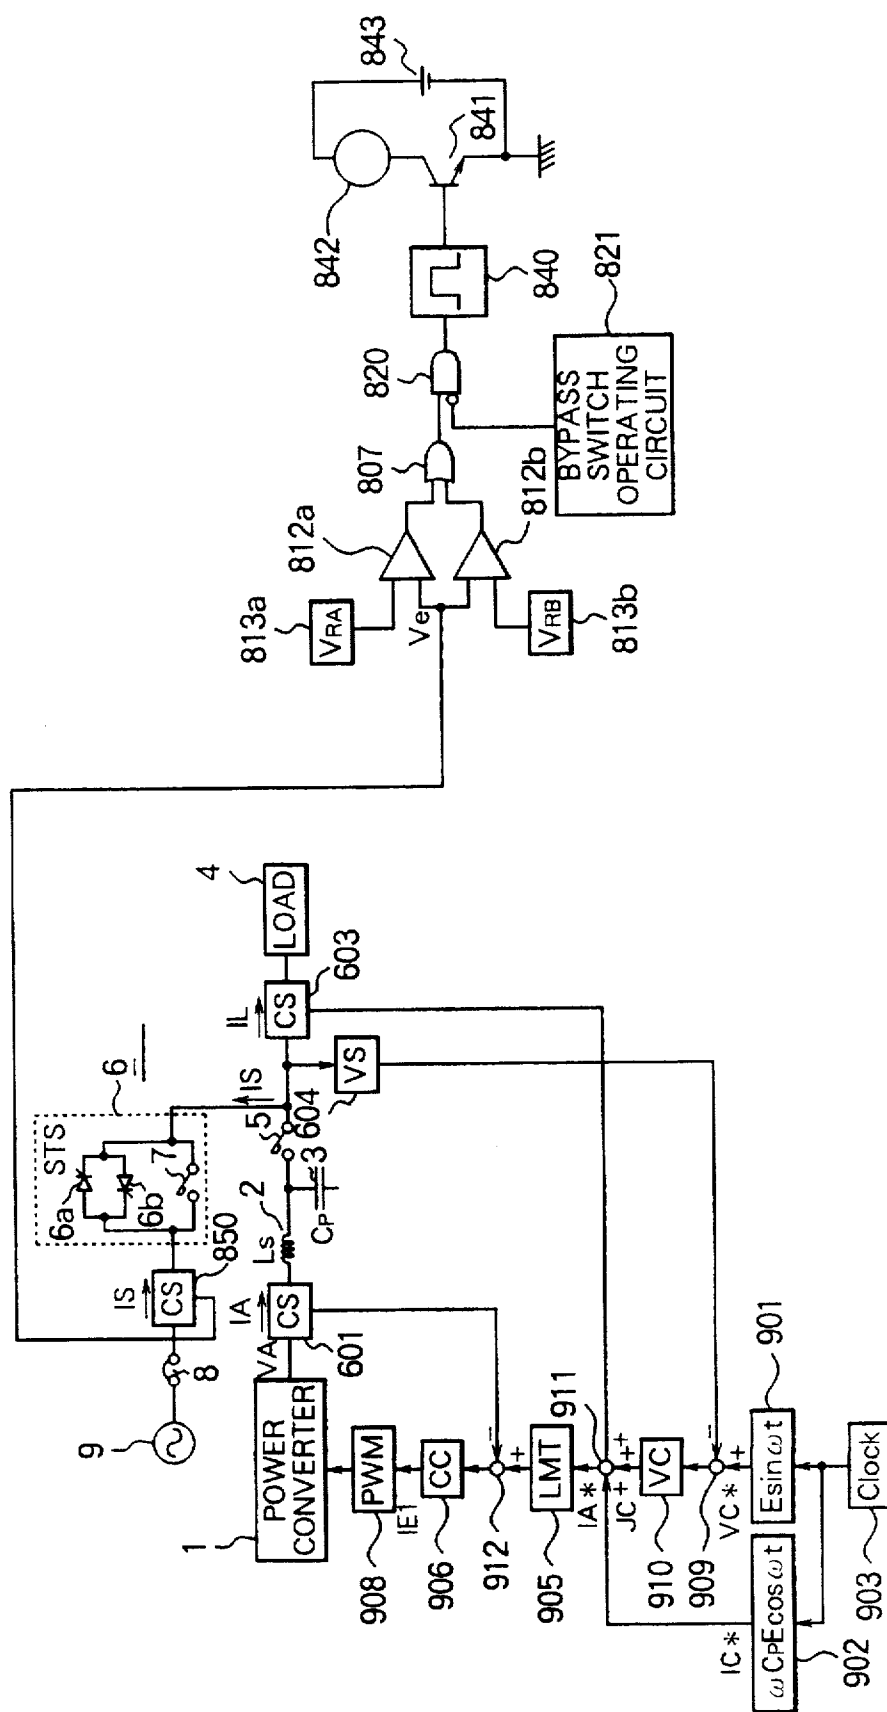 9
8
IS
CS
850
STS
6a
6b
7
6
IS
1
POWER
CONVERTER
VA
IA
CS
601
Ls
2
CP
3
5
604
VS
IL
CS
603
LOAD
4
908
PWM
IE1
CC
906
912
-
+
LMT
905
IA*
911
JC+
+
+
VC
910
909
-
+
VC*
Esinωt
901
IC*
ωCPEcosωt
902
Clock
903
813a
VRA
812a
Ve
VRB
813b
812b
807
820
BYPASS
SWITCH
OPERATING
CIRCUIT
821
840
841
842
843